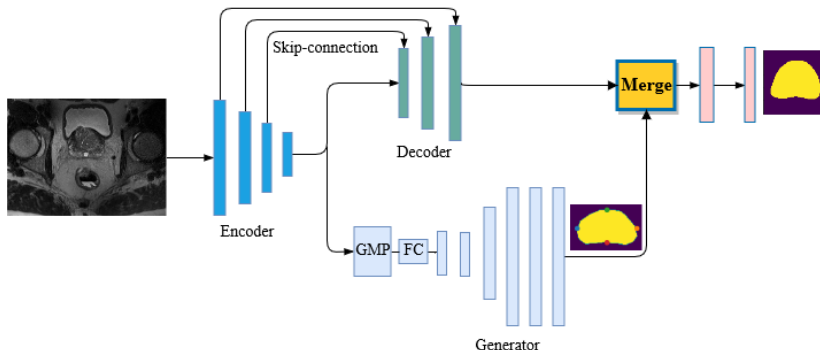 Skip-connection
Merge
Decoder
Encoder
GMP
FC
Generator